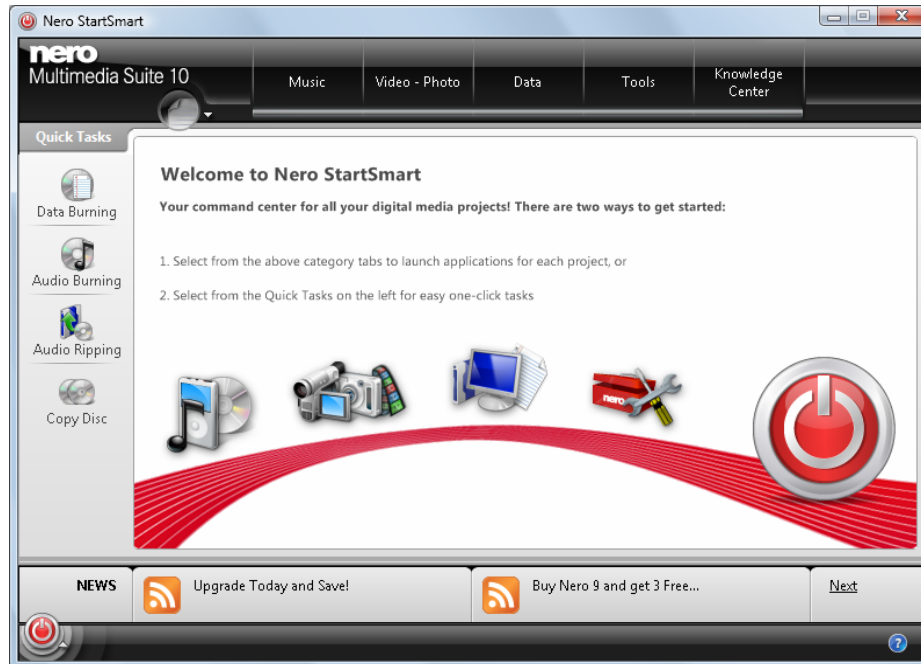 Nero StartSmart
nero
Multimedia Suite 10
Music
Video - Photo
Data
Tools
Knowledge
Center
Quick Tasks
Data Burning
Audio Burning
Audio Ripping
Copy Disc
Welcome to Nero StartSmart
Your command center for all your digital media projects! There are two ways to get started:
1. Select from the above category tabs to launch applications for each project, or
2. Select from the Quick Tasks on the left for easy one-click tasks
nero
NEWS
Upgrade Today and Save!
Buy Nero 9 and get 3 Free...
Next
?